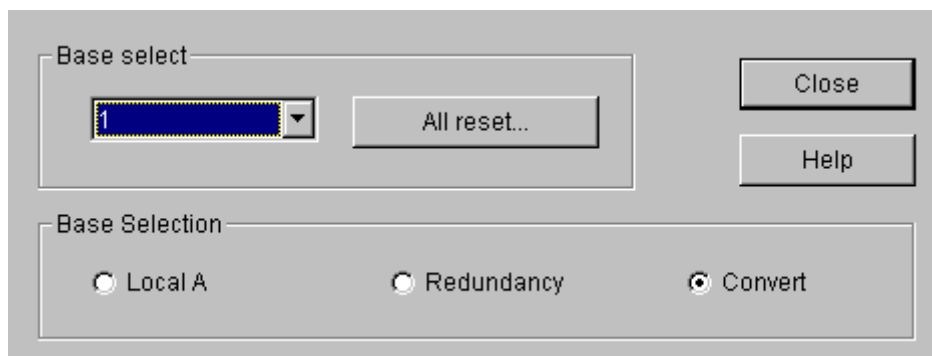 Base select
1
All reset...
Close
Help
Base Selection
Local A
Redundancy
Convert